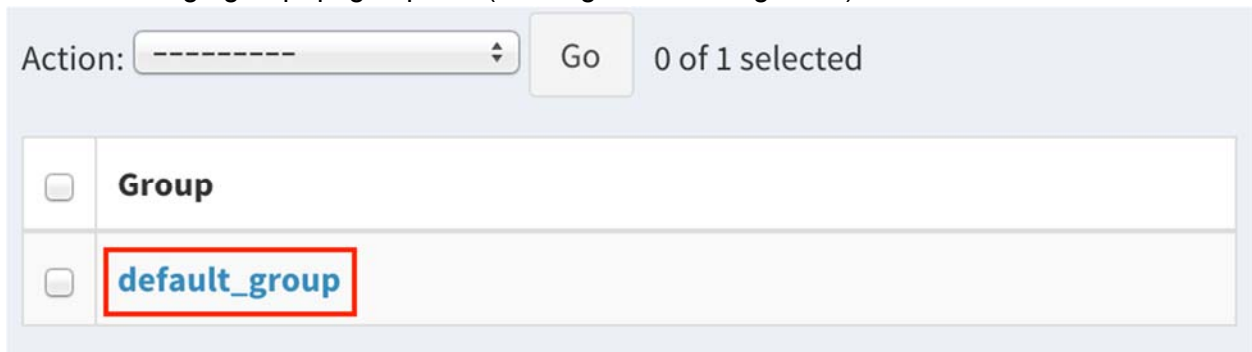 Action: --------- Go 0 of 1 selected
Group
default_group